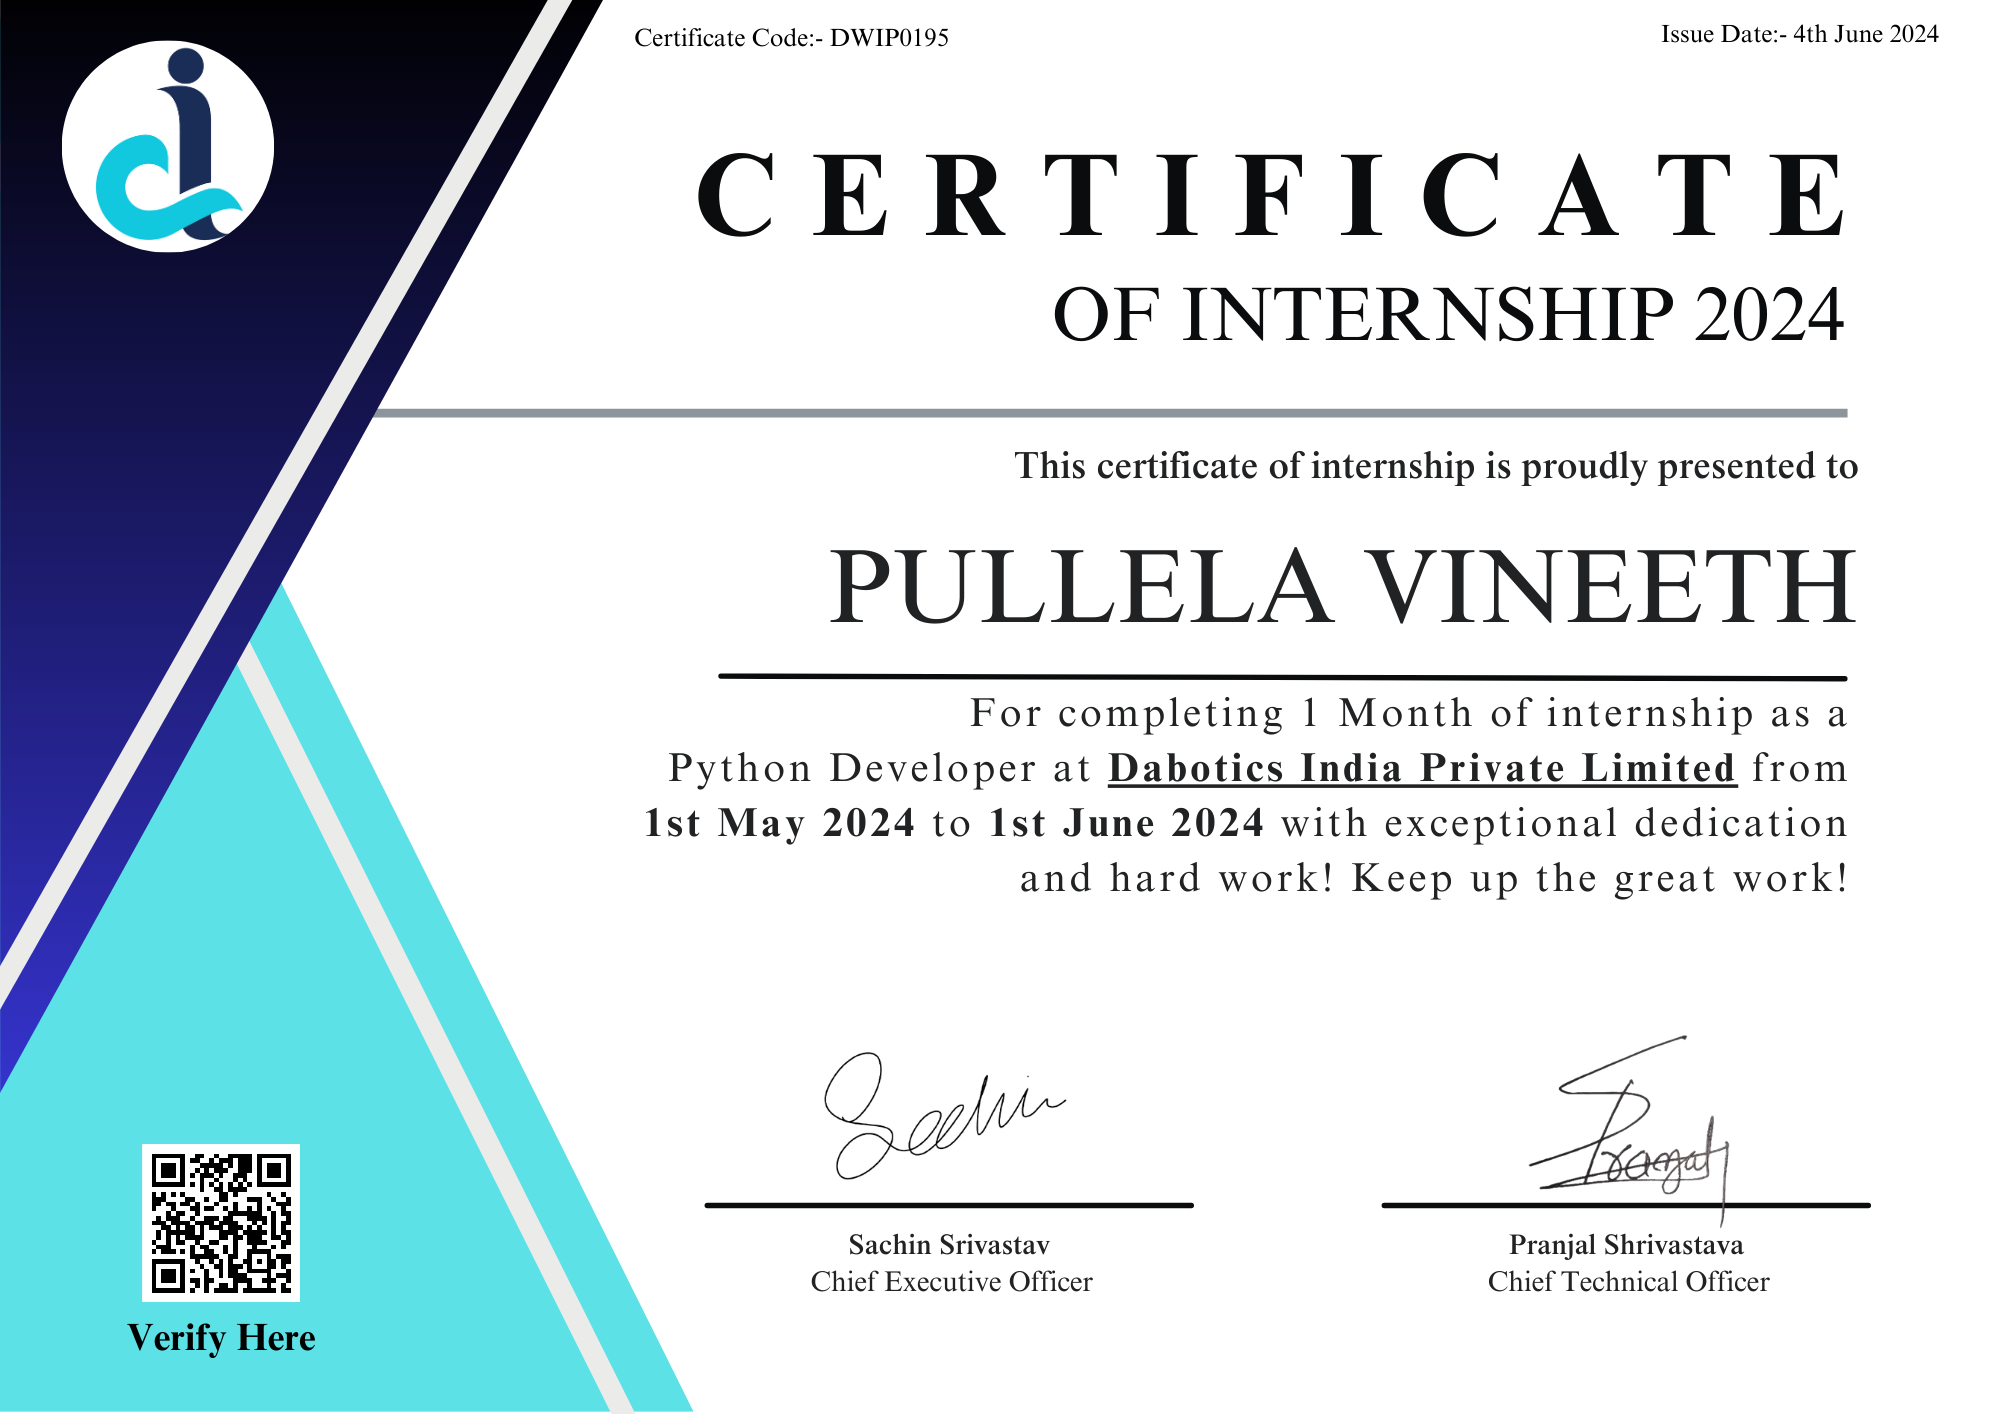 Certificate Code:- DWIP0195
Issue Date:- 4th June 2024
CERTIFICATE
OF INTERNSHIP 2024
This certificate of internship is proudly presented to
PULLELA VINEETH
For completing 1 Month of internship as a
Python Developer at Dabotics India Private Limited from
1st May 2024 to 1st June 2024 with exceptional dedication
and hard work! Keep up the great work!
Sachin
Pranjal
Sachin Srivastav
Chief Executive Officer
Pranjal Shrivastava
Chief Technical Officer
Verify Here